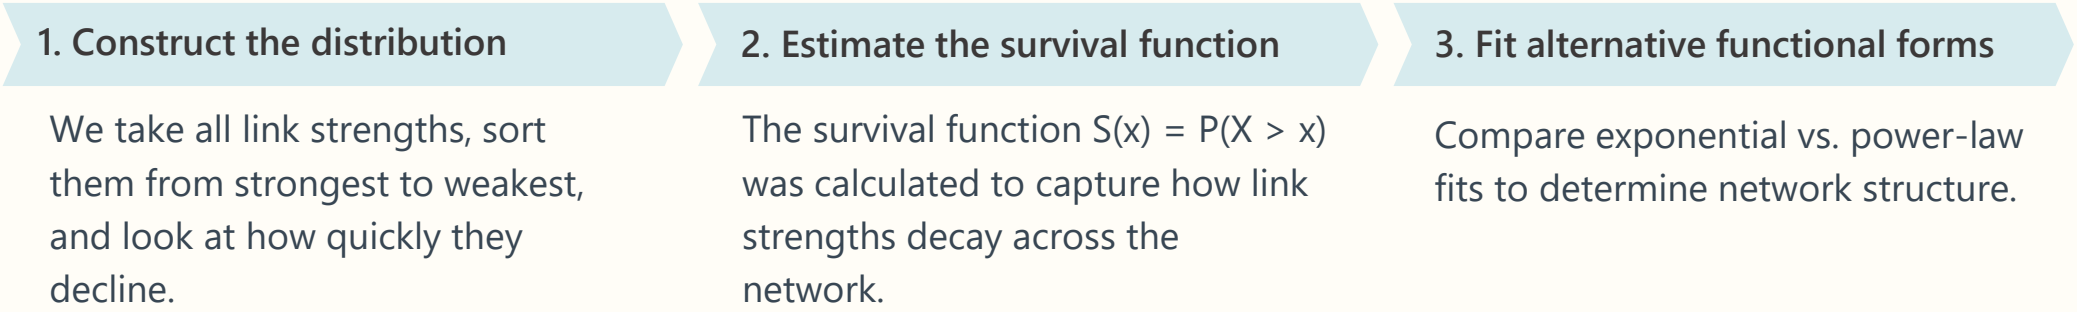 1. Construct the distribution
We take all link strengths, sort
them from strongest to weakest,
and look at how quickly they
decline.
2. Estimate the survival function
The survival function S(x) = P(X > x)
was calculated to capture how link
strengths decay across the
network.
3. Fit alternative functional forms
Compare exponential vs. power-law
fits to determine network structure.